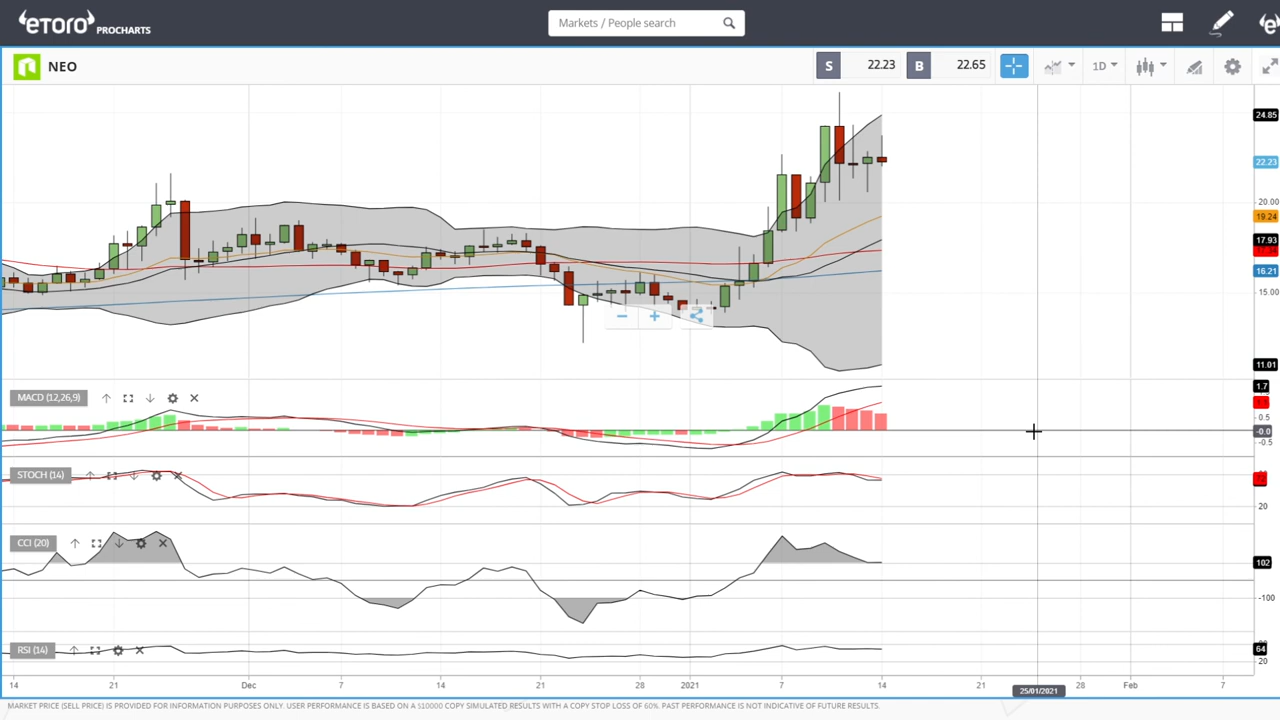 eToro PROCHARTS
Markets / People search
NEO
S 22.23 B 22.65
1D
24.85
22.23
20.00
19.24
17.93
16.21
15.00
11.01
MACD (12,26,9)
1.7
0.5
-0.0
-0.5
STOCH (14)
20
CCI (20)
102
-100
RSI (14)
64
20
14 21 Dec 7 14 21 28 2021 7 14 21 28 Feb 7
25/01/2021
MARKET PRICE (SELL PRICE) IS PROVIDED FOR INFORMATION PURPOSES ONLY. USER PERFORMANCE IS BASED ON A $10000 COPY SIMULATED RESULTS WITH A COPY STOP LOSS OF 60%. PAST PERFORMANCE IS NOT INDICATIVE OF FUTURE RESULTS.